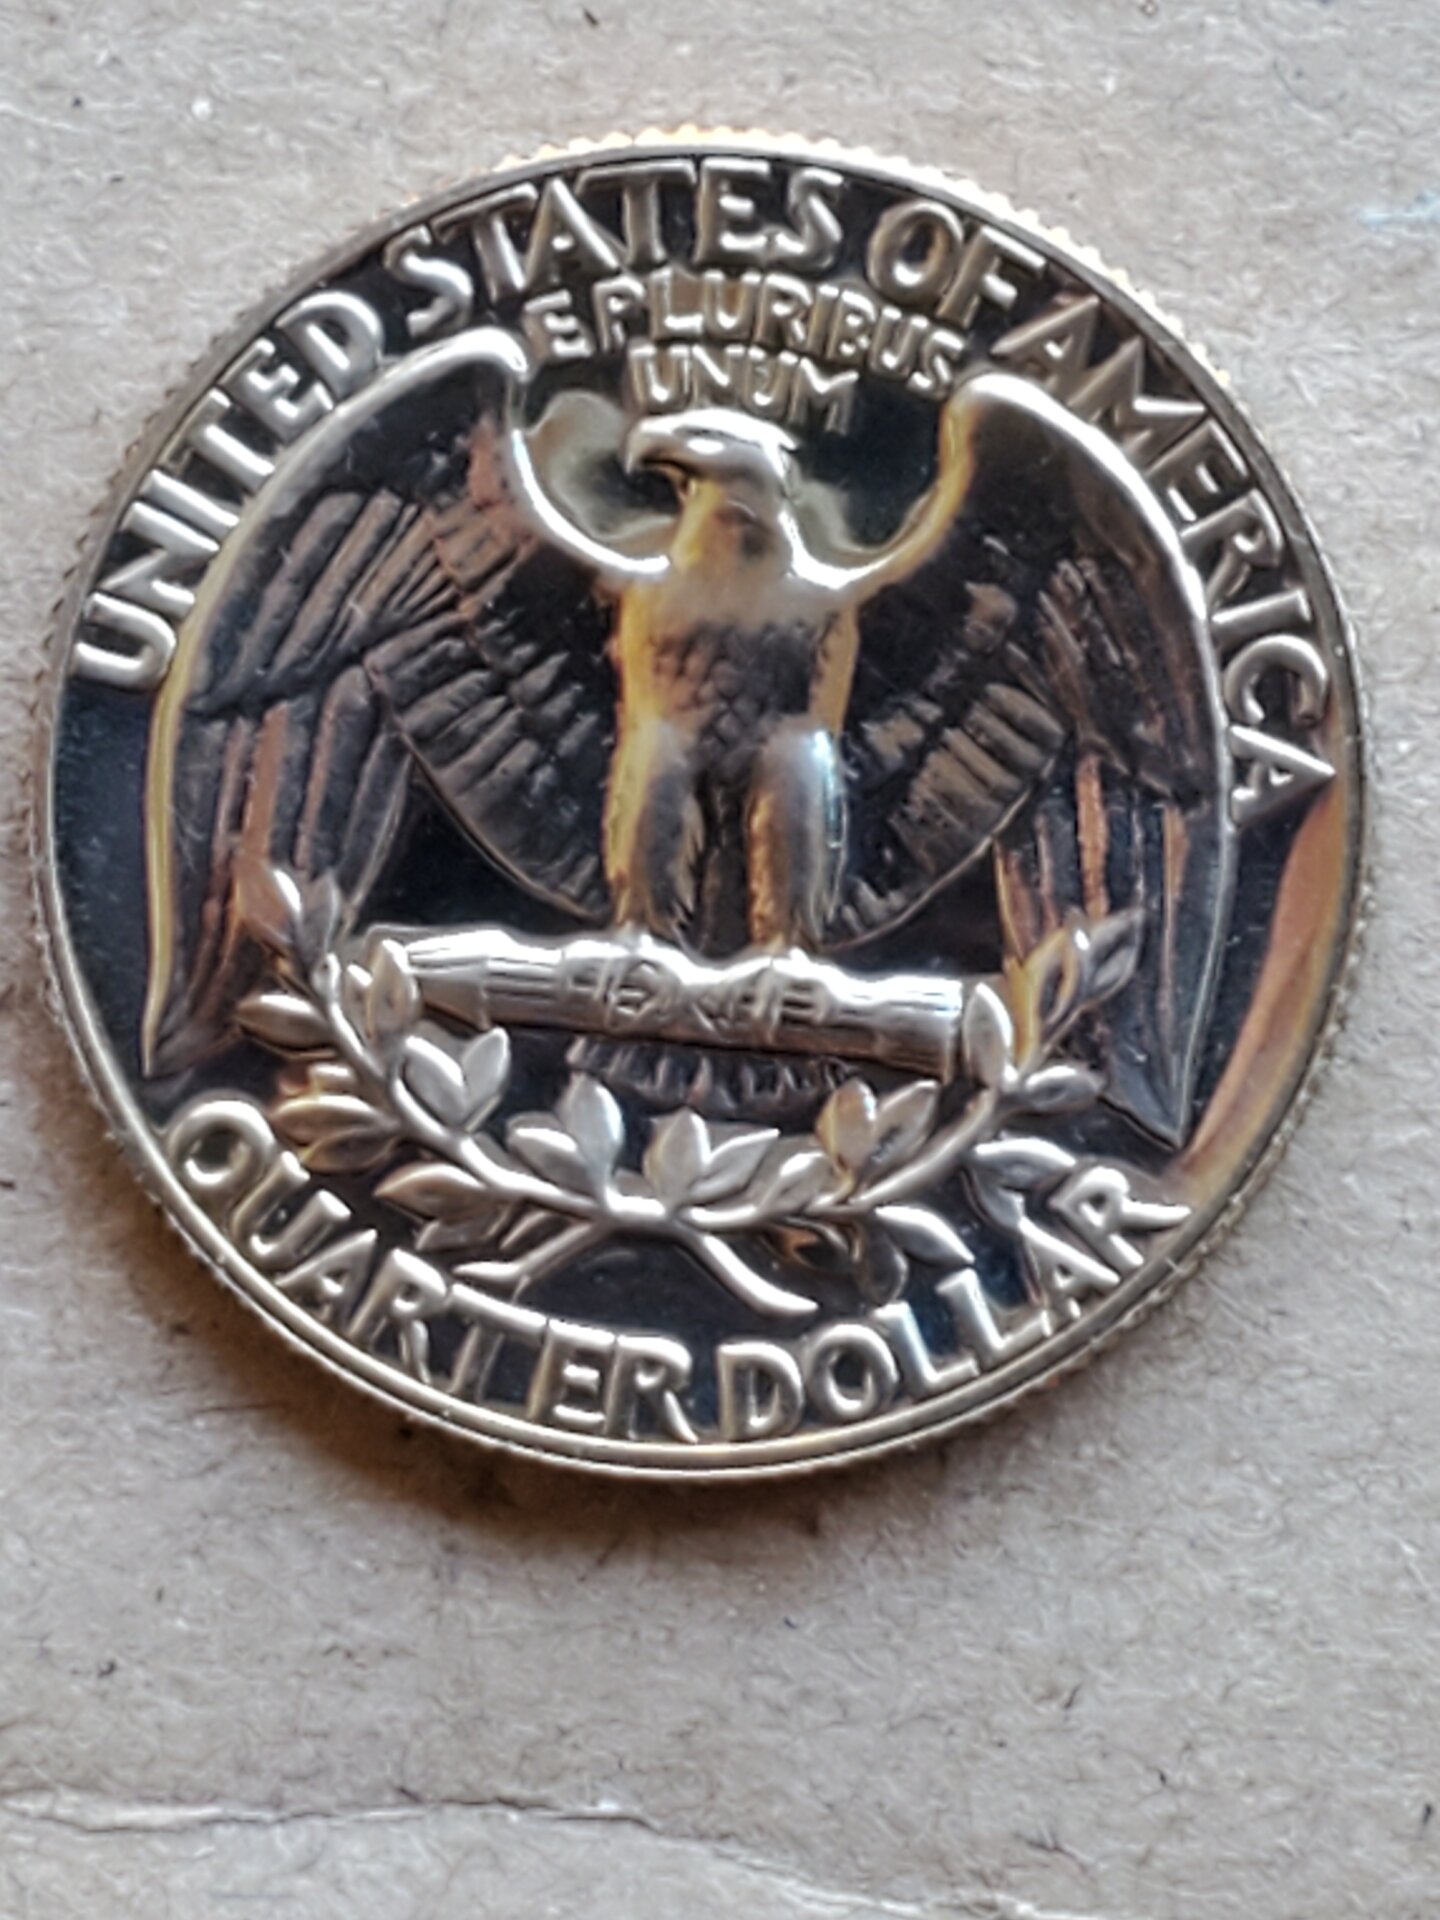 UNITED STATES OF AMERICA
E PLURIBUS
UNUM
QUARTER DOLLAR